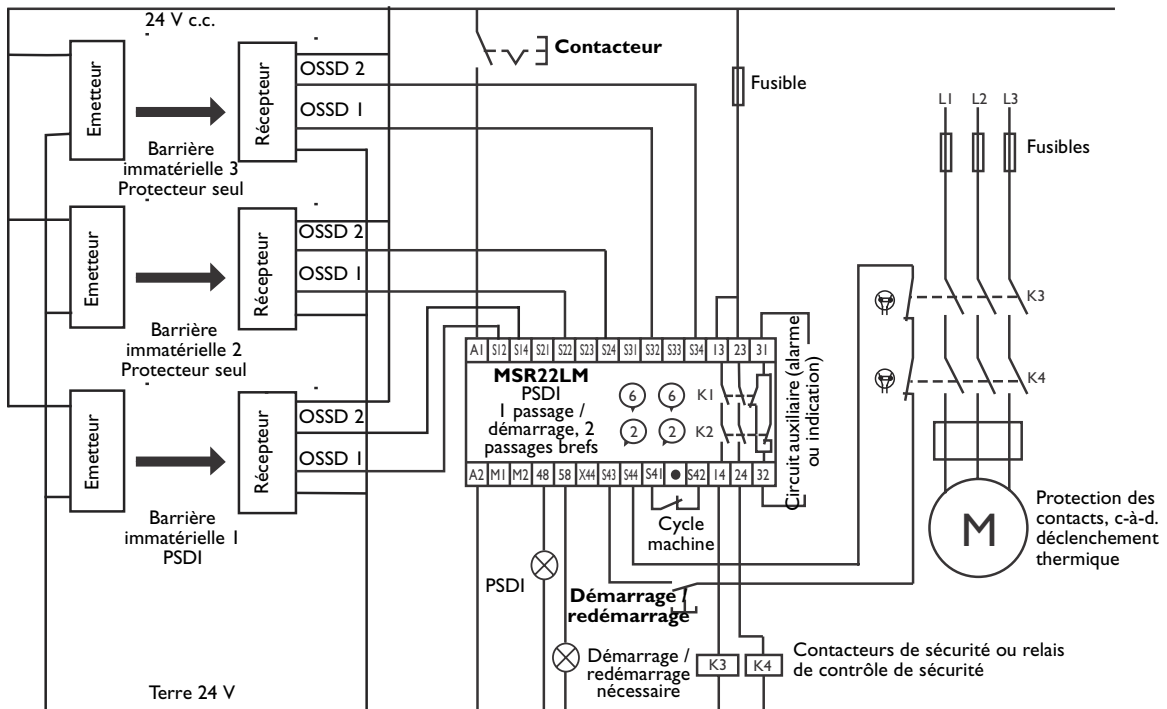 24 V c.c.
Emetteur
Récepteur
OSSD 2
OSSD 1
Barrière
immatérielle 3
Protecteur seul
Emetteur
Récepteur
OSSD 2
OSSD 1
Barrière
immatérielle 2
Protecteur seul
Emetteur
Récepteur
OSSD 2
OSSD 1
Barrière
immatérielle 1
PSDI
Terre 24 V
Contacteur
Fusible
L1 L2 L3
Fusibles
A1 S12 S14 S21 S22 S23 S24 S31 S32 S33 S34 13 23 31
MSR22LM
PSDI
1 passage /
démarrage, 2
passages brefs
6 6 K1
2 2 K2
A2 M1 M2 48 58 X44 S43 S44 S41 S42 14 24 32
Circuit auxiliaire (alarme
ou indication)
Cycle
machine
K3
K4
M
Protection des
contacts, c-à-d.
déclenchement
thermique
PSDI
Démarrage /
redémarrage
Démarrage /
redémarrage
nécessaire
K3 K4
Contacteurs de sécurité ou relais
de contrôle de sécurité